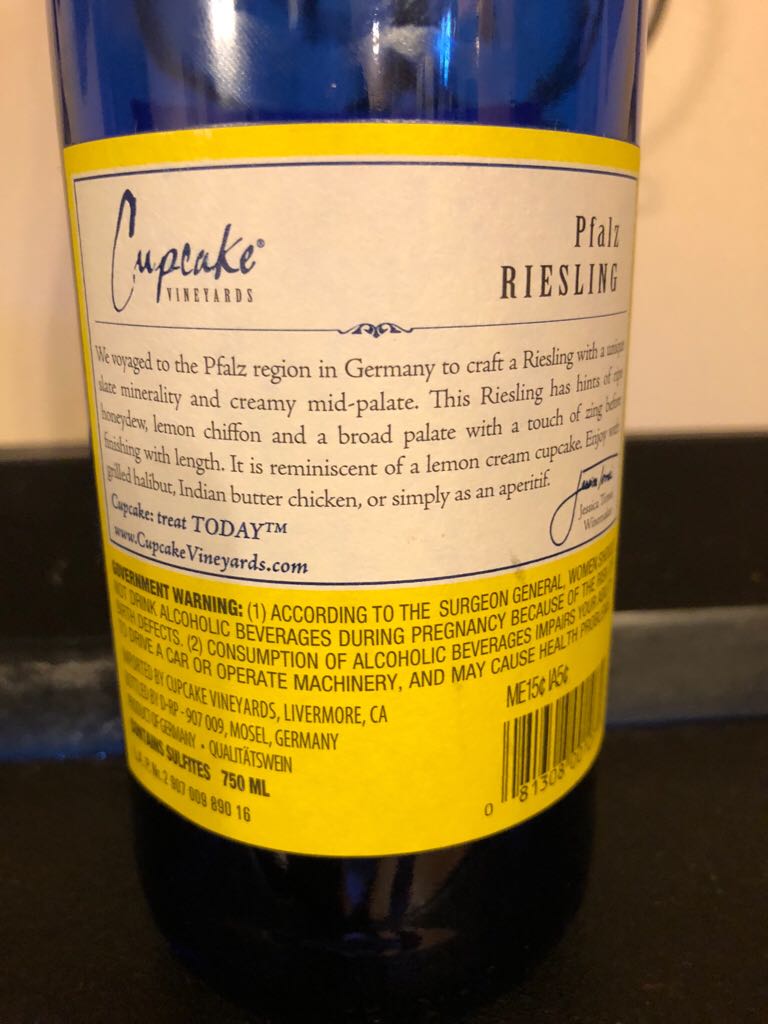 Cupcake®
VINEYARDS
Pfalz
RIESLING
We voyaged to the Pfalz region in Germany to craft a Riesling with a unique
slate minerality and creamy mid-palate. This Riesling has hints of ripe
honeydew, lemon chiffon and a broad palate with a touch of zing before
finishing with length. It is reminiscent of a lemon cream cupcake. Enjoy with
grilled halibut, Indian butter chicken, or simply as an aperitif.
Cupcake: treat TODAY™
www.CupcakeVineyards.com
Jessica
Winemaker
GOVERNMENT WARNING: (1) ACCORDING TO THE SURGEON GENERAL, WOMEN SHOULD
NOT DRINK ALCOHOLIC BEVERAGES DURING PREGNANCY BECAUSE OF THE RISK
BIRTH DEFECTS. (2) CONSUMPTION OF ALCOHOLIC BEVERAGES IMPAIRS YOUR
TO DRIVE A CAR OR OPERATE MACHINERY, AND MAY CAUSE HEALTH PROBLEMS
IMPORTED BY CUPCAKE VINEYARDS, LIVERMORE, CA
BOTTLED BY D-RP - 907 009, MOSEL, GERMANY
PRODUCT OF GERMANY • QUALITÄTSWEIN
CONTAINS SULFITES 750 ML
2 907 009 890 16
ME15¢ IA5¢
0 81308